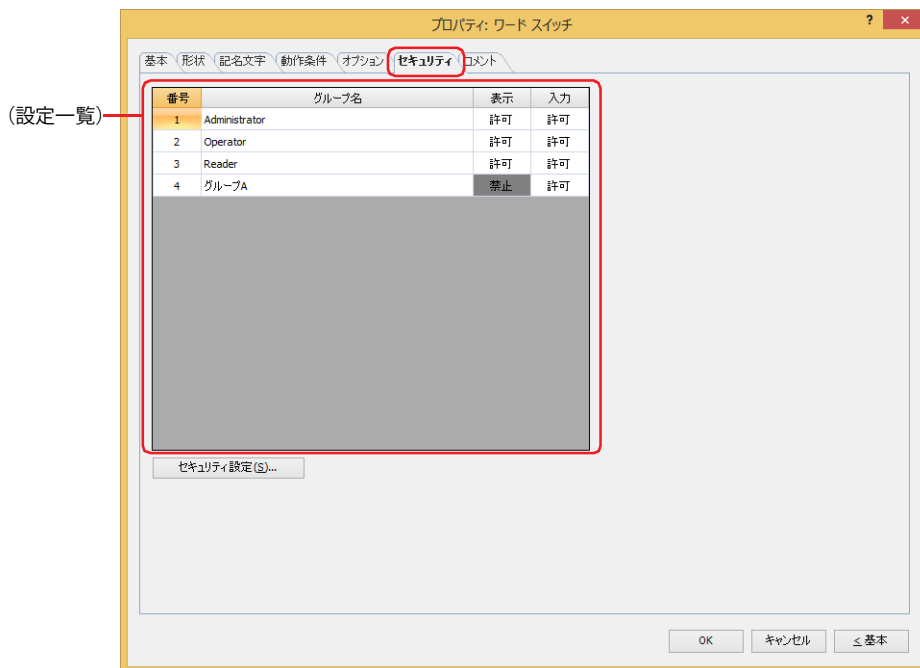 プロパティ: ワード スイッチ
? ×
基本 形状 記名文字 動作条件 オプション セキュリティ コメント
(設定一覧)
番号 グループ名 表示 入力
1 Administrator 許可 許可
2 Operator 許可 許可
3 Reader 許可 許可
4 グループA 禁止 許可
セキュリティ設定(S)...
OK キャンセル ≤ 基本